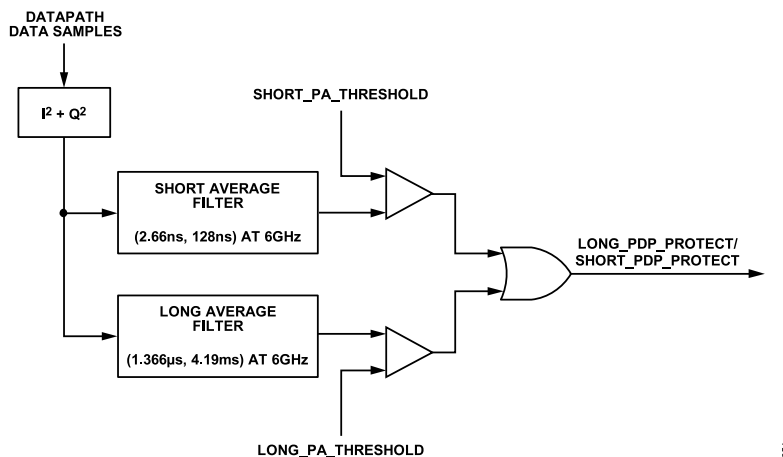 DATAPATH
DATA SAMPLES
I² + Q²
SHORT_PA_THRESHOLD
SHORT AVERAGE
FILTER
(2.66ns, 128ns) AT 6GHz
LONG_PDP_PROTECT/
SHORT_PDP_PROTECT
LONG AVERAGE
FILTER
(1.366µs, 4.19ms) AT 6GHz
LONG_PA_THRESHOLD